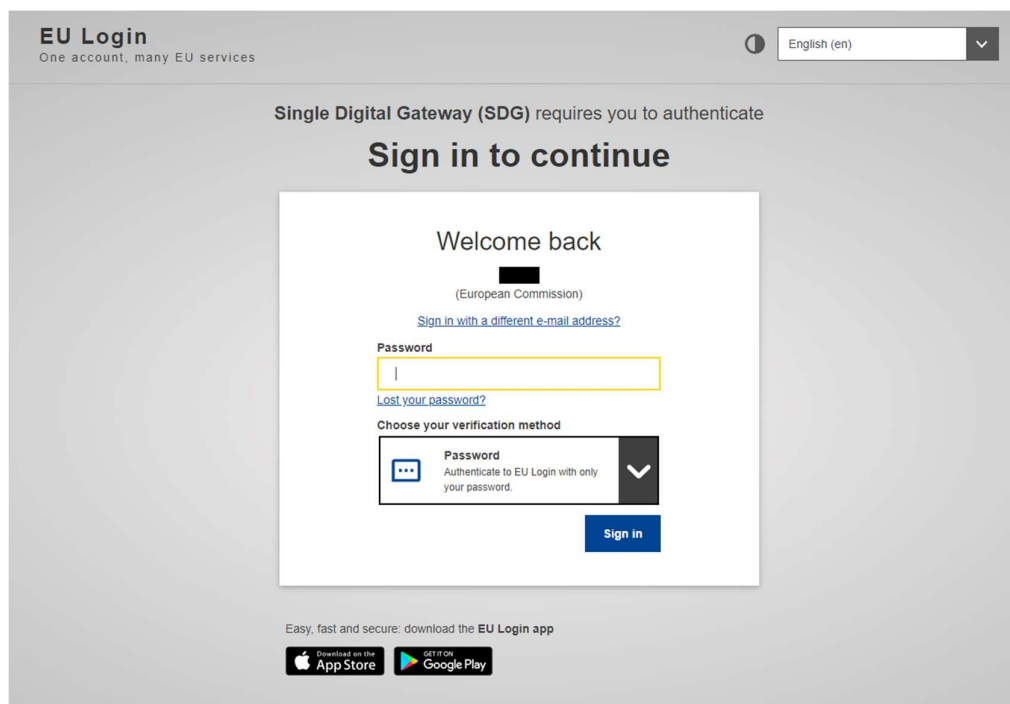 EU Login
One account, many EU services
English (en)
Single Digital Gateway (SDG) requires you to authenticate
Sign in to continue
Welcome back
(European Commission)
Sign in with a different e-mail address?
Password
Lost your password?
Choose your verification method
Password
Authenticate to EU Login with only
your password.
Sign in
Easy, fast and secure: download the EU Login app
Download on the
App Store
GET IT ON
Google Play